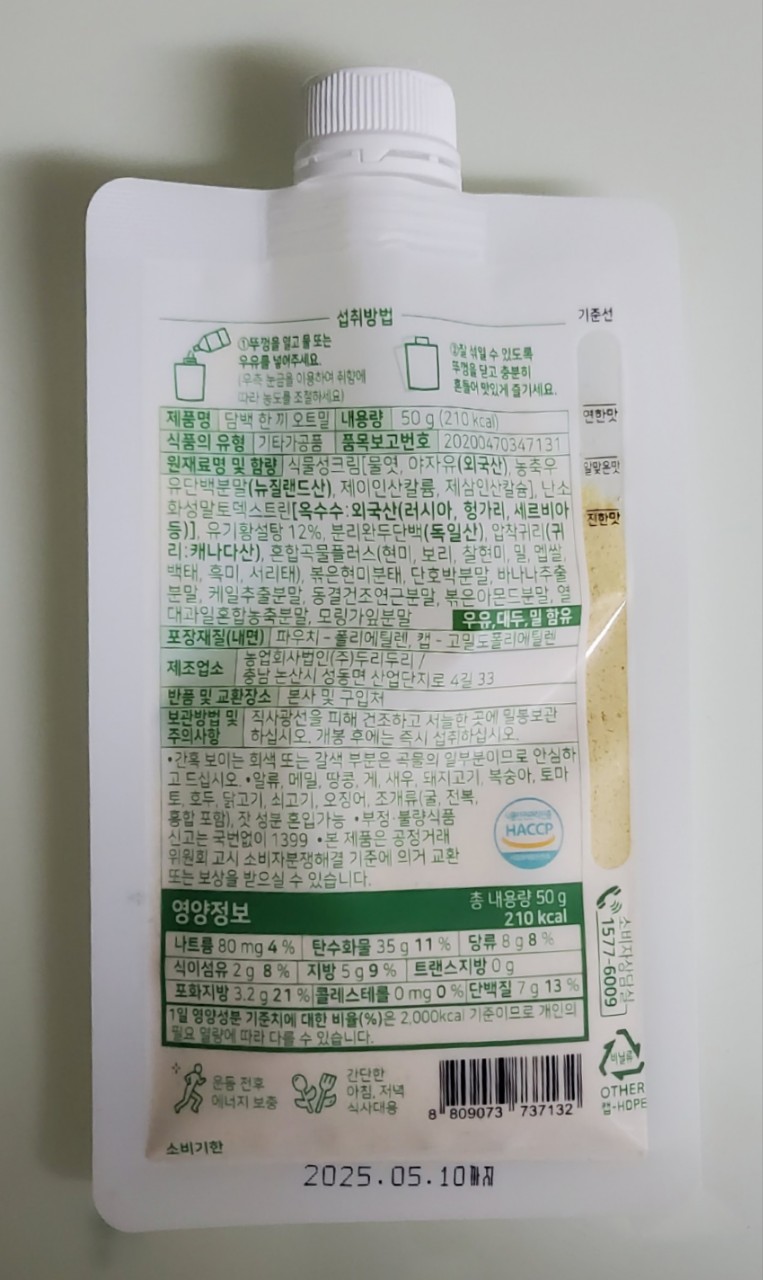 섭취방법
기준선
①뚜껑을 열고 물 또는
우유를 넣어주세요.
(우측 눈금을 이용하여 취향에
따라 농도를 조절하세요)
②잘 섞일 수 있도록
뚜껑을 닫고 충분히
흔들어 맛있게 즐기세요.
연한맛
알맞은맛
진한맛
제품명 담백 한 끼 오트밀 내용량 50 g (210 kcal)
식품의 유형 기타가공품 품목보고번호 20200470347131
원재료명 및 함량 식물성크림[물엿, 야자유(외국산), 농축우
유단백분말(뉴질랜드산), 제이인산칼륨, 제삼인산칼슘], 난소
화성말토덱스트린[옥수수:외국산(러시아, 헝가리, 세르비아
등)], 유기황설탕 12%, 분리완두단백(독일산), 압착귀리(귀
리:캐나다산), 혼합곡물플러스(현미, 보리, 찰현미, 밀, 멥쌀,
백태, 흑미, 서리태), 볶은현미분태, 단호박분말, 바나나추출
분말, 케일추출분말, 동결건조연근분말, 볶은아몬드분말, 열
대과일혼합농축분말, 모링가잎분말
우유,대두,밀 함유
포장재질(내면) 파우치 - 폴리에틸렌, 캡 - 고밀도폴리에틸렌
제조업소 농업회사법인(주)두리두리 /
충남 논산시 성동면 산업단지로 4길 33
반품 및 교환장소 본사 및 구입처
보관방법 및 직사광선을 피해 건조하고 서늘한 곳에 밀봉보관
주의사항 하십시오. 개봉 후에는 즉시 섭취하십시오.
•간혹 보이는 회색 또는 갈색 부분은 곡물의 일부분이므로 안심하
고 드십시오. •알류, 메밀, 땅콩, 게, 새우, 돼지고기, 복숭아, 토마
토, 호두, 닭고기, 쇠고기, 오징어, 조개류(굴, 전복,
홍합 포함), 잣 성분 혼입가능 •부정·불량식품
신고는 국번없이 1399 •본 제품은 공정거래
위원회 고시 소비자분쟁해결 기준에 의거 교환
또는 보상을 받으실 수 있습니다.
HACCP
영양정보
총 내용량 50 g
210 kcal
나트륨 80 mg 4 % 탄수화물 35 g 11 % 당류 8 g 8 %
식이섬유 2 g 8 % 지방 5 g 9 % 트랜스지방 0 g
포화지방 3.2 g 21 % 콜레스테롤 0 mg 0 % 단백질 7 g 13 %
1일 영양성분 기준치에 대한 비율(%)은 2,000kcal 기준이므로 개인의
필요 열량에 따라 다를 수 있습니다.
소비자상담실
1577-6009
비닐류
OTHER
캡-HDPE
운동 전후
에너지 보충
간단한
아침, 저녁
식사대용
8 809073 737132
소비기한
2025.05.10까지